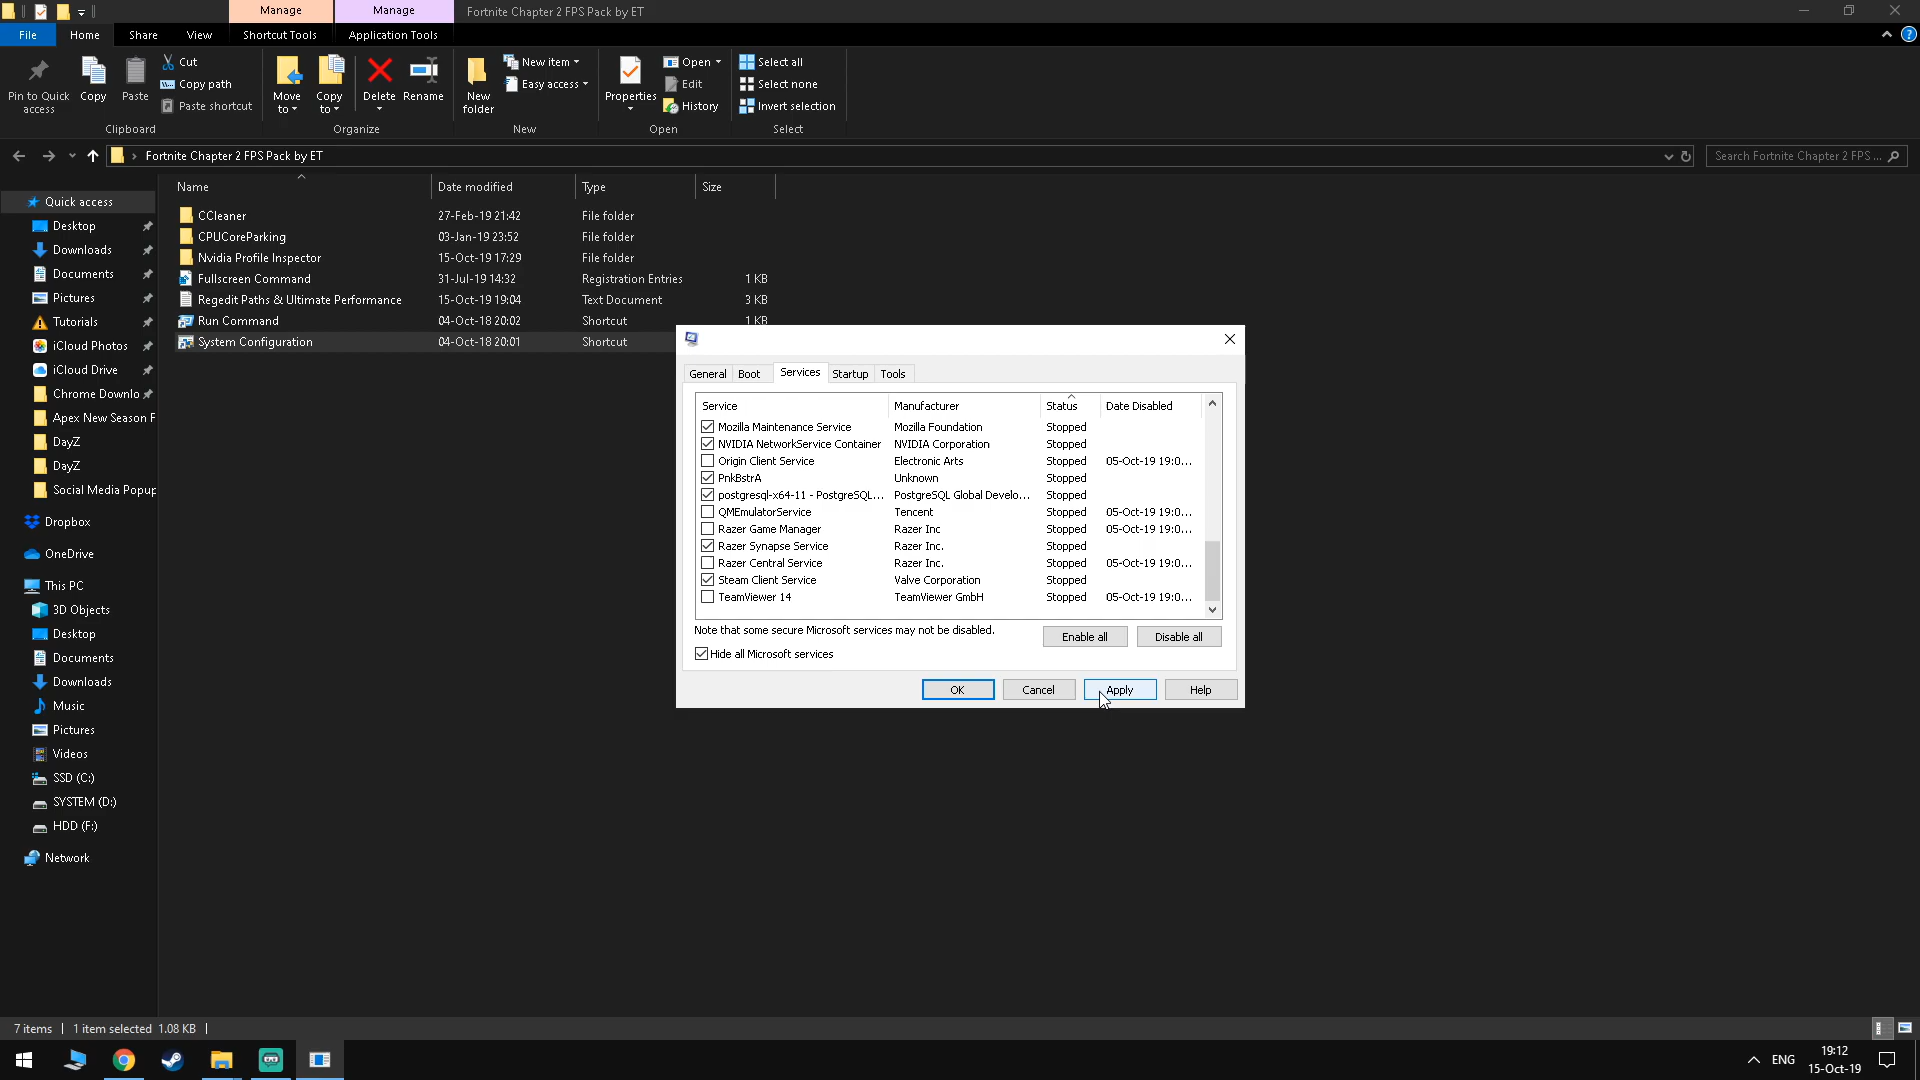 Manage
Manage
Fortnite Chapter 2 FPS Pack by ET
File
Home
Share
View
Shortcut Tools
Application Tools
Pin to Quick access
Copy
Paste
Cut
Copy path
Paste shortcut
Clipboard
Move to
Copy to
Delete
Rename
Organize
New folder
New item
Easy access
New
Properties
Open
Edit
History
Open
Select all
Select none
Invert selection
Select
Fortnite Chapter 2 FPS Pack by ET
Search Fortnite Chapter 2 FPS ...
Name Date modified Type Size
CCleaner 27-Feb-19 21:42 File folder
CPUCoreParking 03-Jan-19 23:52 File folder
Nvidia Profile Inspector 15-Oct-19 17:29 File folder
Fullscreen Command 31-Jul-19 14:32 Registration Entries 1 KB
Regedit Paths & Ultimate Performance 15-Oct-19 19:04 Text Document 3 KB
Run Command 04-Oct-18 20:02 Shortcut 1 KB
System Configuration 04-Oct-18 20:01 Shortcut
Quick access
Desktop
Downloads
Documents
Pictures
Tutorials
iCloud Photos
iCloud Drive
Chrome Downlo
Apex New Season F
DayZ
DayZ
Social Media Popup
Dropbox
OneDrive
This PC
3D Objects
Desktop
Documents
Downloads
Music
Pictures
Videos
SSD (C:)
SYSTEM (D:)
HDD (F:)
Network
General
Boot
Services
Startup
Tools
Service Manufacturer Status Date Disabled
Mozilla Maintenance Service Mozilla Foundation Stopped
NVIDIA NetworkService Container NVIDIA Corporation Stopped
Origin Client Service Electronic Arts Stopped 05-Oct-19 19:0...
PnkBstrA Unknown Stopped
postgresql-x64-11 - PostgreSQL... PostgreSQL Global Develo... Stopped
QMEmulatorService Tencent Stopped 05-Oct-19 19:0...
Razer Game Manager Razer Inc Stopped 05-Oct-19 19:0...
Razer Synapse Service Razer Inc. Stopped
Razer Central Service Razer Inc. Stopped 05-Oct-19 19:0...
Steam Client Service Valve Corporation Stopped
TeamViewer 14 TeamViewer GmbH Stopped 05-Oct-19 19:0...
Note that some secure Microsoft services may not be disabled.
Enable all
Disable all
Hide all Microsoft services
OK
Cancel
Apply
Help
7 items
1 item selected 1.08 KB
ENG
19:12
15-Oct-19